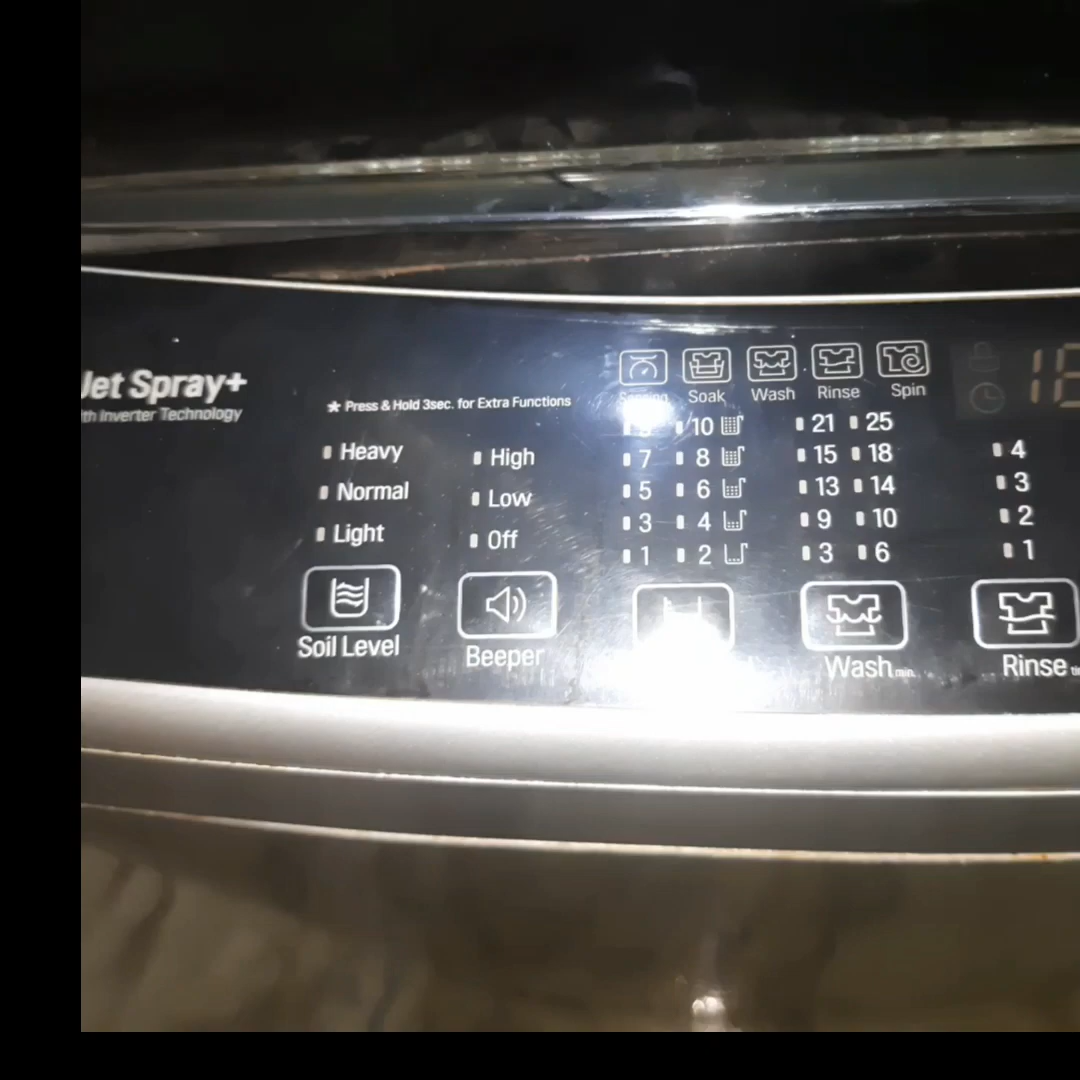 Jet Spray+
th Inverter Technology
★ Press & Hold 3sec. for Extra Functions
Soak Wash Rinse Spin
Heavy
Normal
Light
Soil Level
High
Low
Off
Beeper
10
7 8
5 6
3 4
1 2
21 25
15 18
13 14
9 10
3 6
Wash min.
4
3
2
1
Rinse